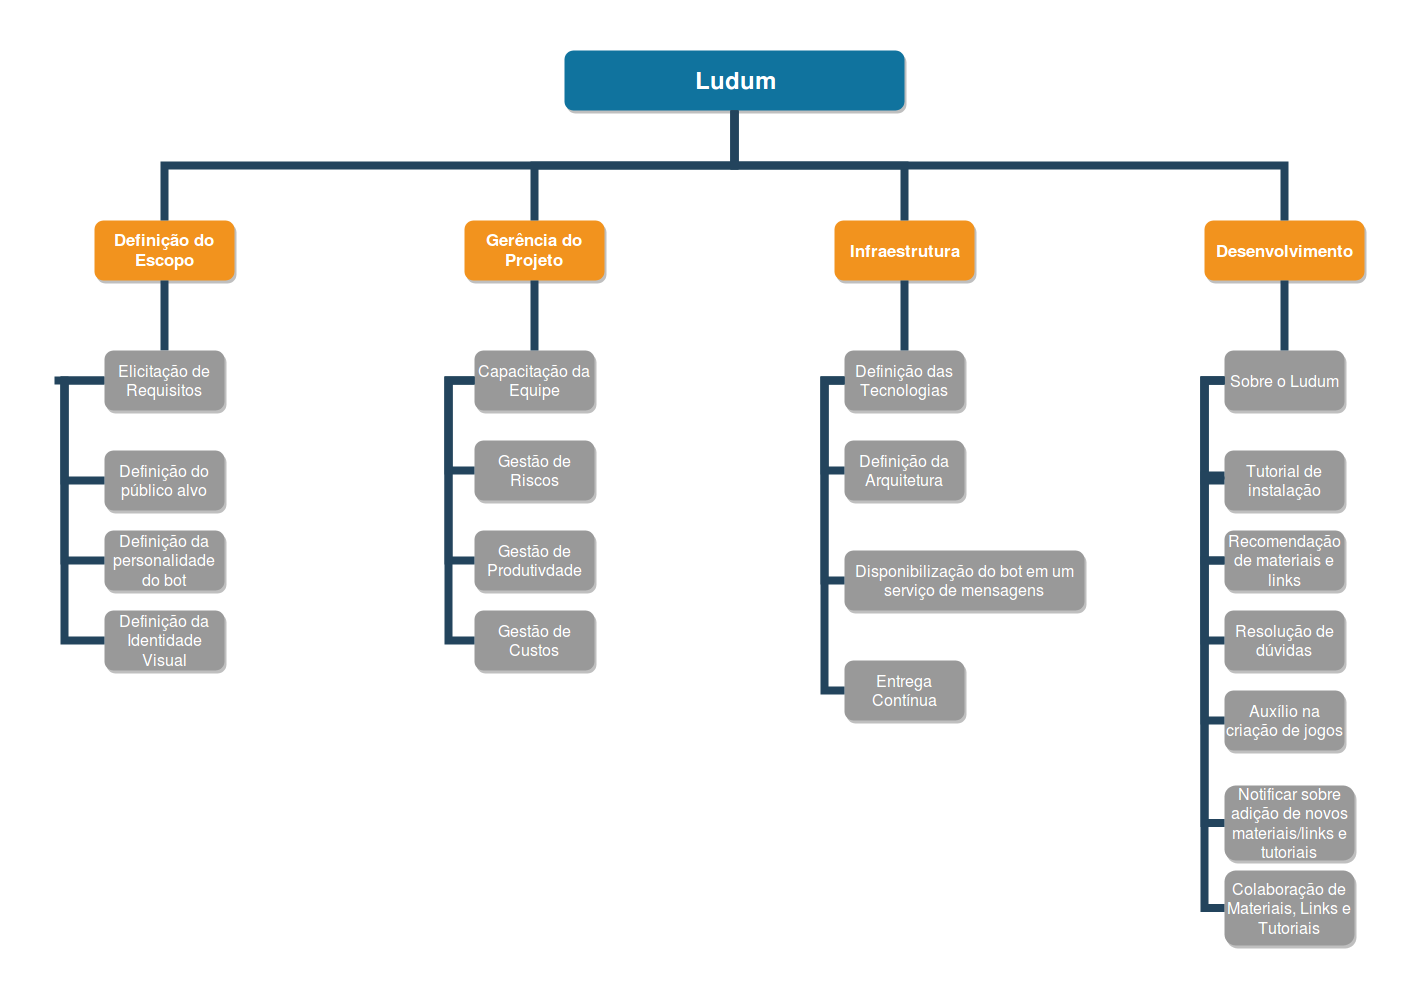 Ludum
Definição do
Escopo
Gerência do
Projeto
Infraestrutura
Desenvolvimento
Elicitação de
Requisitos
Definição do
público alvo
Definição da
personalidade
do bot
Definição da
Identidade
Visual
Capacitação da
Equipe
Gestão de
Riscos
Gestão de
Produtivdade
Gestão de
Custos
Definição das
Tecnologias
Definição da
Arquitetura
Disponibilização do bot em um
serviço de mensagens
Entrega
Contínua
Sobre o Ludum
Tutorial de
instalação
Recomendação
de materiais e
links
Resolução de
dúvidas
Auxílio na
criação de jogos
Notificar sobre
adição de novos
materiais/links e
tutoriais
Colaboração de
Materiais, Links e
Tutoriais